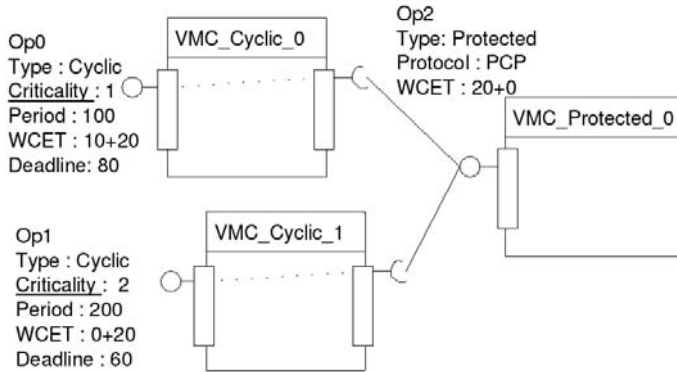 Op0
Type : Cyclic
Criticality : 1
Period : 100
WCET : 10+20
Deadline: 80
VMC_Cyclic_0
Op2
Type: Protected
Protocol : PCP
WCET : 20+0
VMC_Protected_0
Op1
Type : Cyclic
Criticality : 2
Period : 200
WCET : 0+20
Deadline : 60
VMC_Cyclic_1